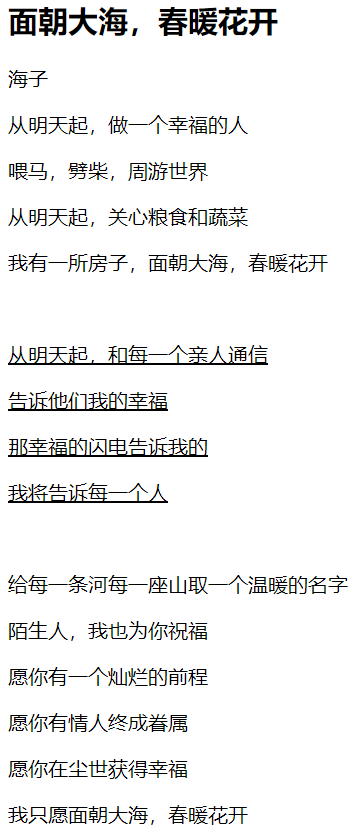 面朝大海，春暖花开
海子
从明天起，做一个幸福的人
喂马，劈柴，周游世界
从明天起，关心粮食和蔬菜
我有一所房子，面朝大海，春暖花开
从明天起，和每一个亲人通信
告诉他们我的幸福
那幸福的闪电告诉我的
我将告诉每一个人
给每一条河每一座山取一个温暖的名字
陌生人，我也为你祝福
愿你有一个灿烂的前程
愿你有情人终成眷属
愿你在尘世获得幸福
我只愿面朝大海，春暖花开